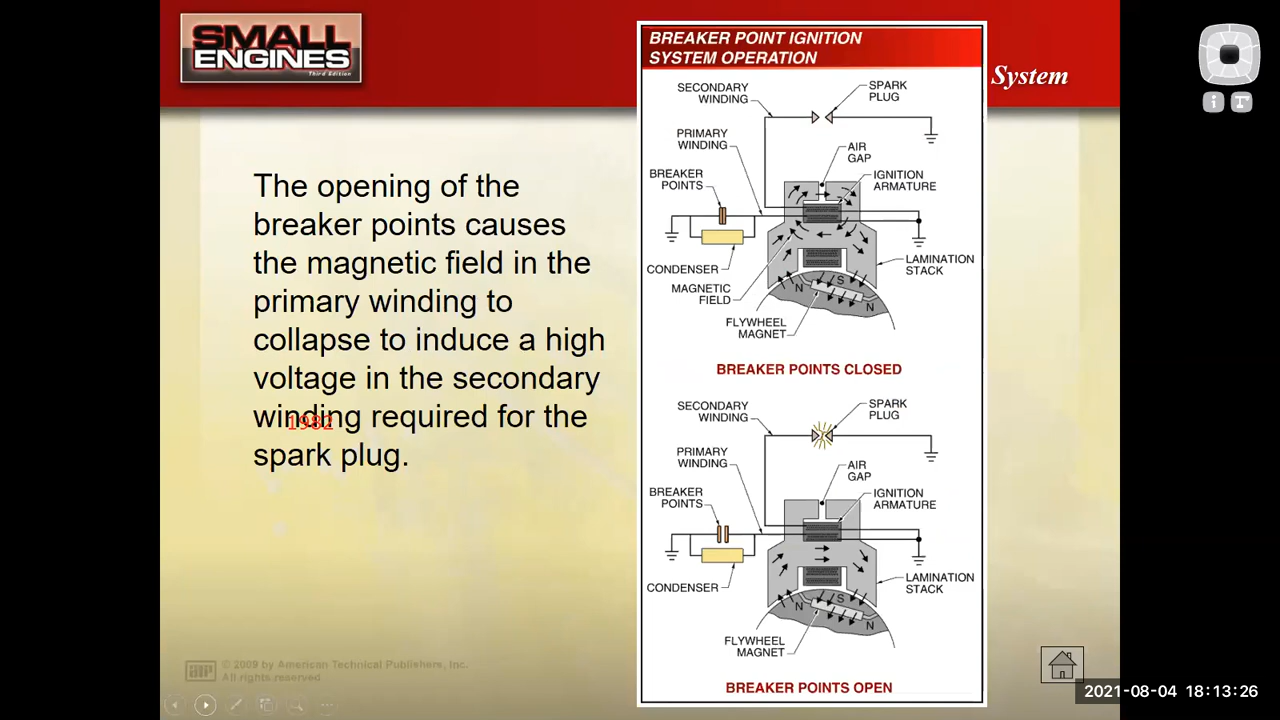 SMALL
ENGINES
Third Edition
System
The opening of the
breaker points causes
the magnetic field in the
primary winding to
collapse to induce a high
voltage in the secondary
winding required for the
1982
spark plug.
BREAKER POINT IGNITION
SYSTEM OPERATION
SECONDARY
WINDING
SPARK
PLUG
PRIMARY
WINDING
AIR
GAP
BREAKER
POINTS
IGNITION
ARMATURE
CONDENSER
LAMINATION
STACK
MAGNETIC
FIELD
N
S
N
FLYWHEEL
MAGNET
BREAKER POINTS CLOSED
SECONDARY
WINDING
SPARK
PLUG
PRIMARY
WINDING
AIR
GAP
BREAKER
POINTS
IGNITION
ARMATURE
CONDENSER
LAMINATION
STACK
N
S
N
FLYWHEEL
MAGNET
BREAKER POINTS OPEN
atp
© 2009 by American Technical Publishers, Inc.
All rights reserved
2021-08-04 18:13:26